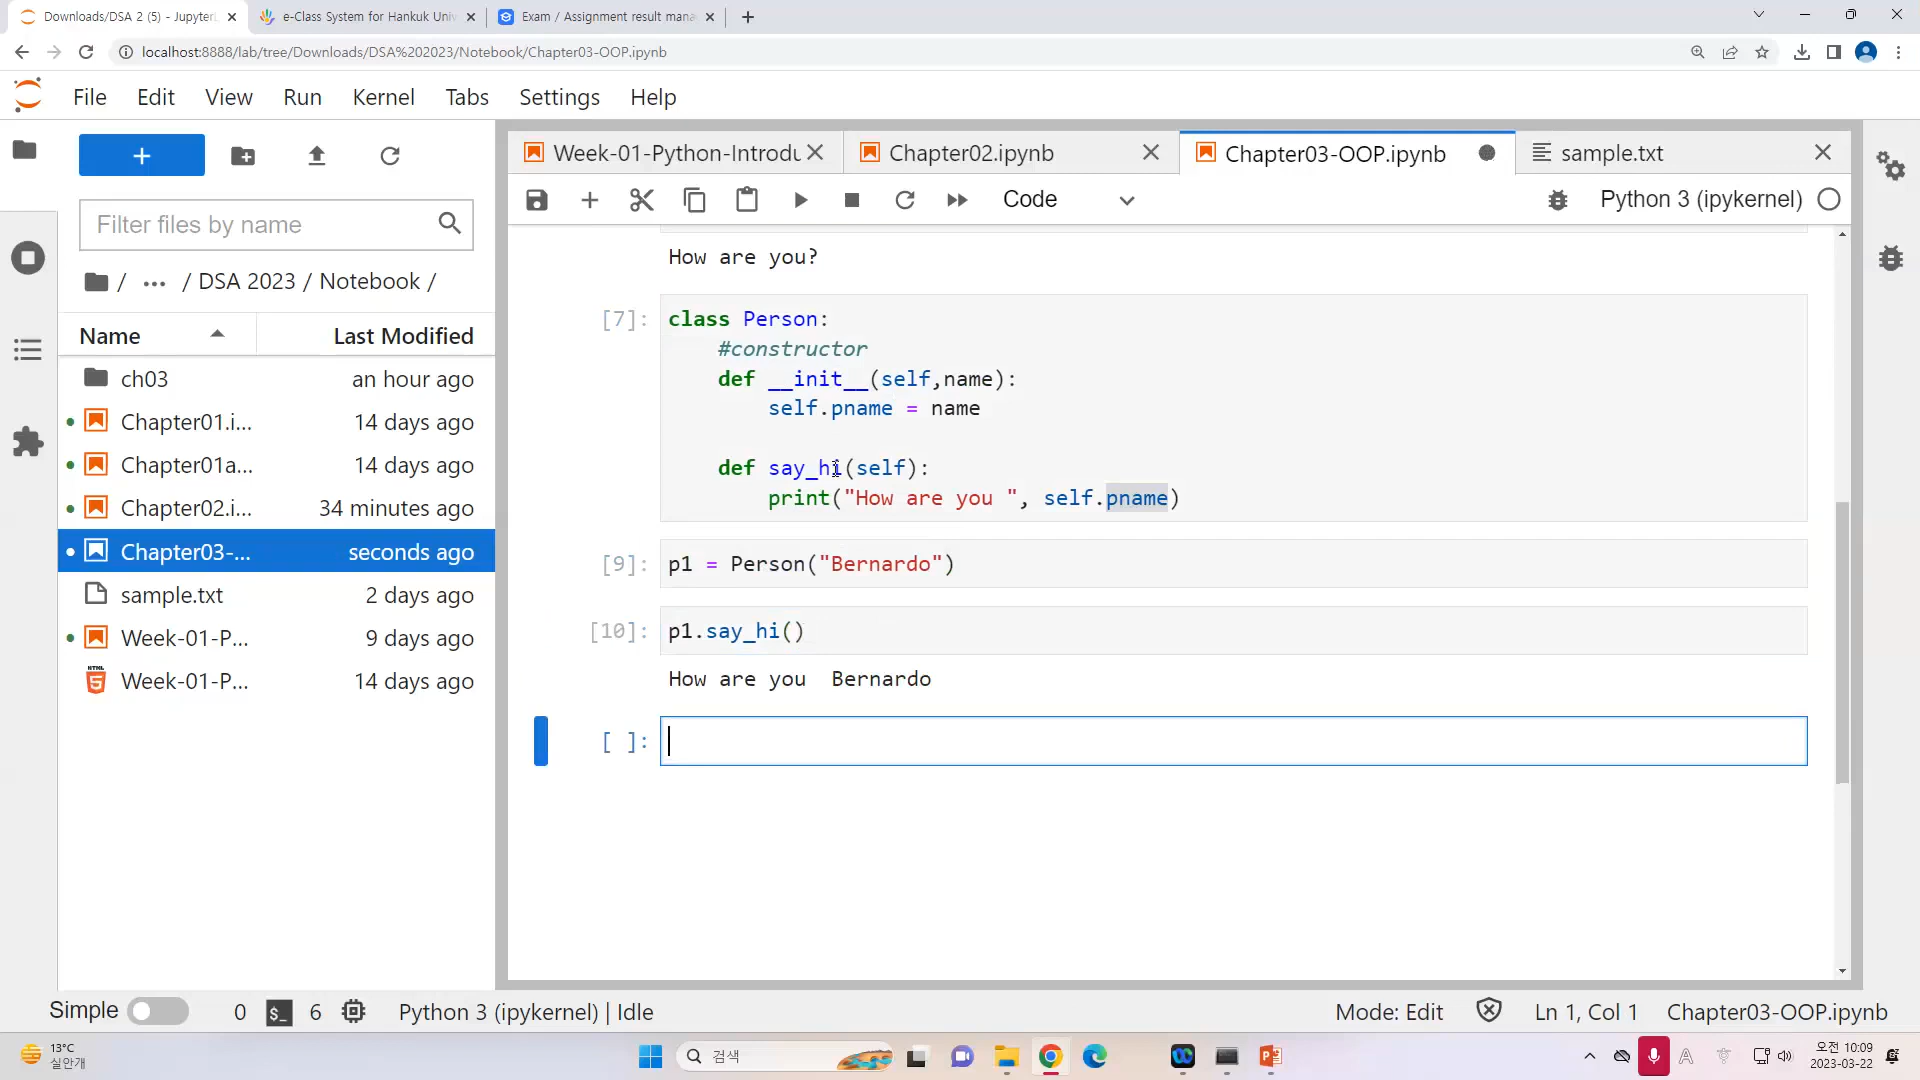 Downloads/DSA 2 (5) - JupyterL
e-Class System for Hankuk Univ
Exam / Assignment result mana
localhost:8888/lab/tree/Downloads/DSA%202023/Notebook/Chapter03-OOP.ipynb
File Edit View Run Kernel Tabs Settings Help
Filter files by name
/ ... / DSA 2023 / Notebook /
Name Last Modified
ch03 an hour ago
Chapter01.i... 14 days ago
Chapter01a... 14 days ago
Chapter02.i... 34 minutes ago
Chapter03-... seconds ago
sample.txt 2 days ago
Week-01-P... 9 days ago
Week-01-P... 14 days ago
Week-01-Python-Introdu
Chapter02.ipynb
Chapter03-OOP.ipynb
sample.txt
Code
Python 3 (ipykernel)
How are you?
[7]: class Person:
#constructor
def __init__(self,name):
self.pname = name
def say_hi(self):
print("How are you ", self.pname)
[9]: p1 = Person("Bernardo")
[10]: p1.say_hi()
How are you  Bernardo
[ ]:
Simple 0 $_ 6 Python 3 (ipykernel) | Idle
Mode: Edit Ln 1, Col 1 Chapter03-OOP.ipynb
13°C
실안개
검색
A
오전 10:09
2023-03-22